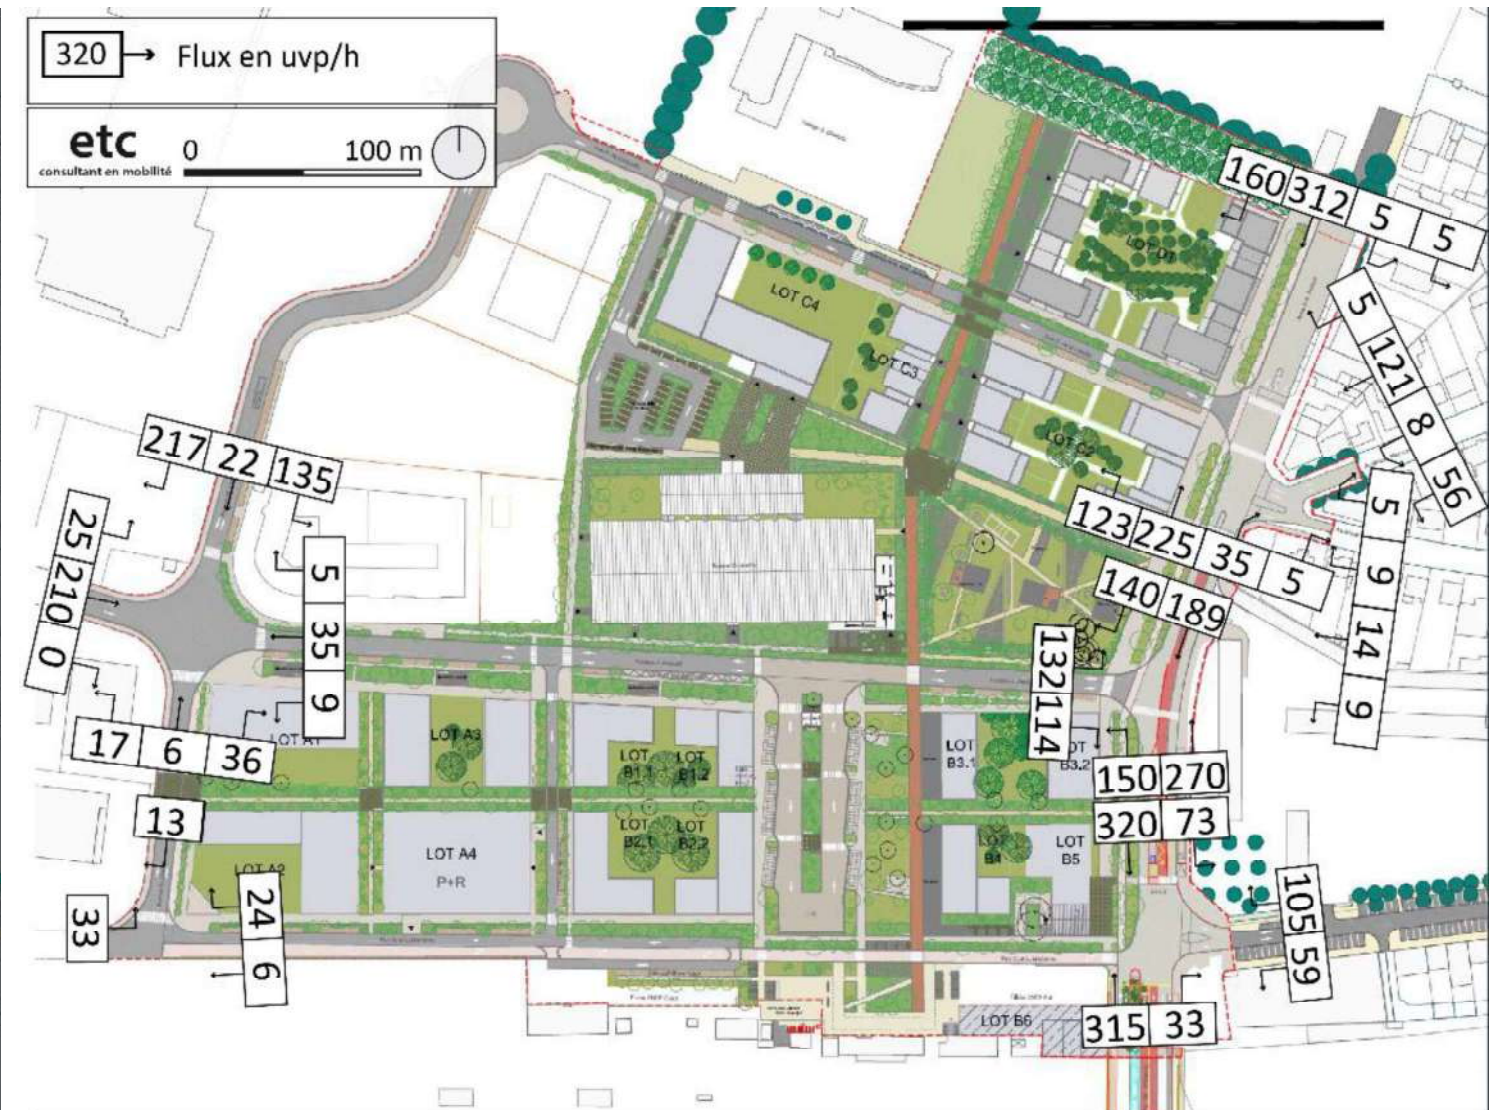 320 → Flux en uvp/h
etc
consultant en mobilité
0 100 m
160 312 5 5
LOT D1
LOT C4
LOT C3
5 121 8 56
LOT C2
217 22 135
5 9 14 9
123 225 35 5
25 210 0
140 189
5 35 9
132 114
17 6 36
LOT A1
LOT A3
LOT B1.1
LOT B1.2
LOT B3.1
LOT B3.2
150 270
13
320 73
LOT A4
P+R
LOT B2.1
LOT B2.2
LOT B4
LOT B5
LOT A2
24 6
33
105 59
LOT B6
315 33